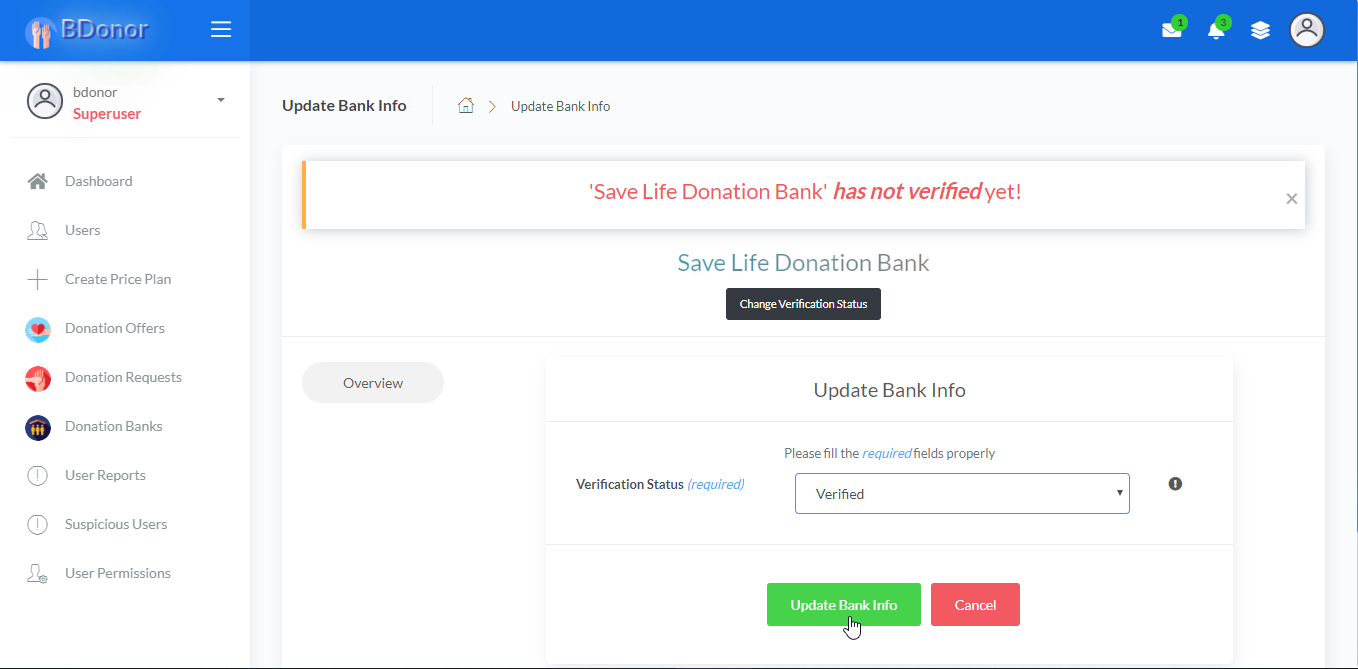 BDonor
1
3
bdonor
Superuser
Update Bank Info
Update Bank Info
Dashboard
Users
Create Price Plan
Donation Offers
Donation Requests
Donation Banks
User Reports
Suspicious Users
User Permissions
'Save Life Donation Bank' has not verified yet!
×
Save Life Donation Bank
Change Verification Status
Overview
Update Bank Info
Please fill the required fields properly
Verification Status (required)
Verified
Update Bank Info
Cancel